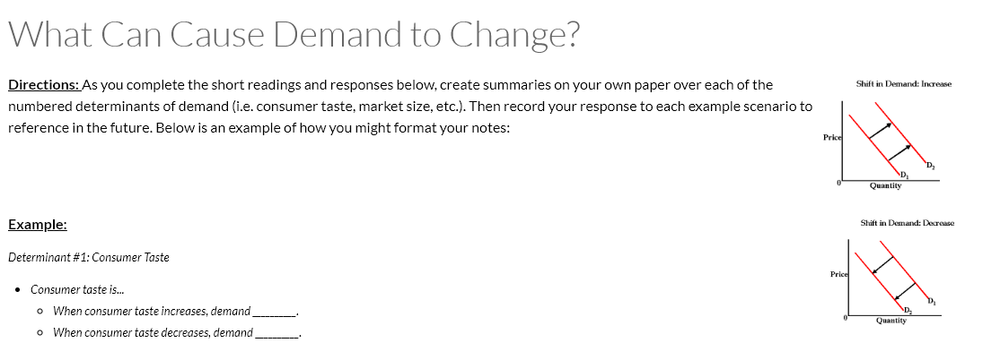 What Can Cause Demand to Change?
Directions: As you complete the short readings and responses below, create summaries on your own paper over each of the
numbered determinants of demand (i.e. consumer taste, market size, etc.). Then record your response to each example scenario to
reference in the future. Below is an example of how you might format your notes:
Shift in Demand: Increase
Price
D₂
D₁
0
Quantity
Example:
Determinant #1: Consumer Taste
• Consumer taste is...
o When consumer taste increases, demand _________.
o When consumer taste decreases, demand _________.
Shift in Demand: Decrease
Price
D₁
D₂
0
Quantity